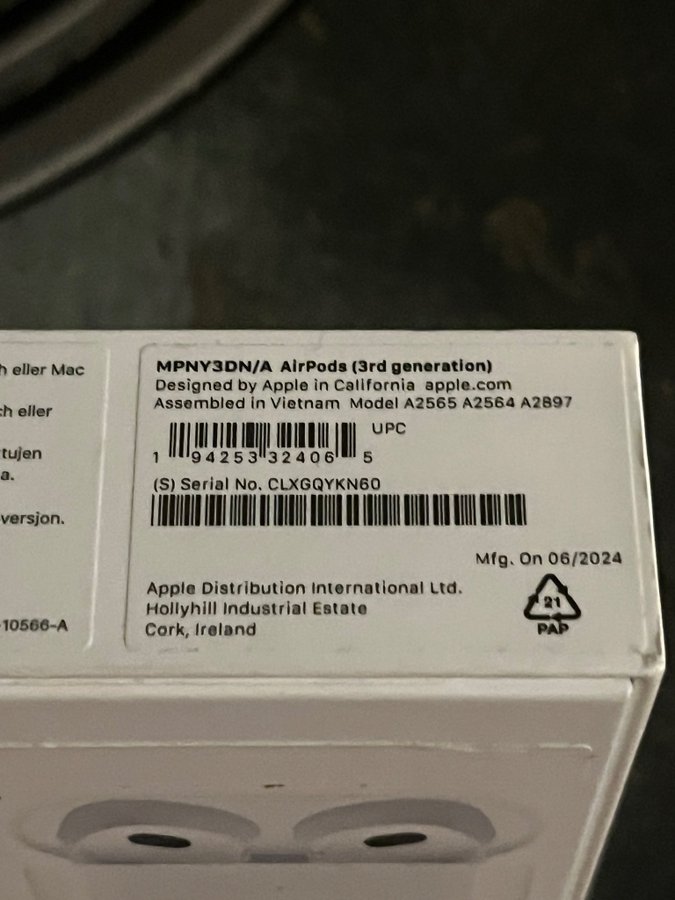 h eller Mac
ch eller
tujen
a.
versjon.
10566-A
MPNY3DN/A AirPods (3rd generation)
Designed by Apple in California apple.com
Assembled in Vietnam Model A2565 A2564 A2897
UPC
1 94253 32406 5
(S) Serial No. CLXGQYKN60
Mfg. On 06/2024
Apple Distribution International Ltd.
Hollyhill Industrial Estate
Cork, Ireland
21
PAP